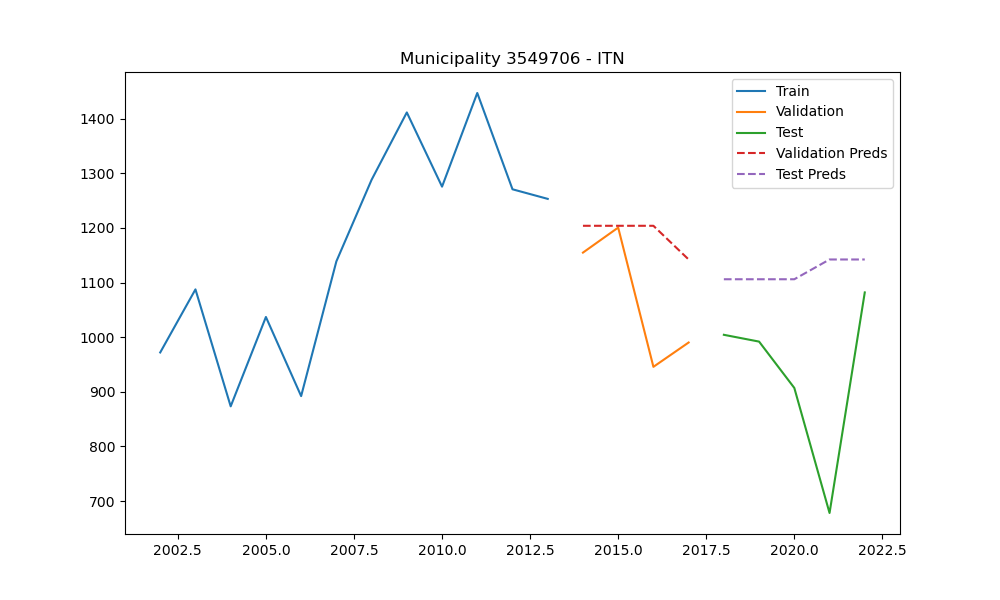 Municipality 3549706 - ITN
Train
Validation
Test
Validation Preds
Test Preds
1400
1300
1200
1100
1000
900
800
700
2002.5 2005.0 2007.5 2010.0 2012.5 2015.0 2017.5 2020.0 2022.5